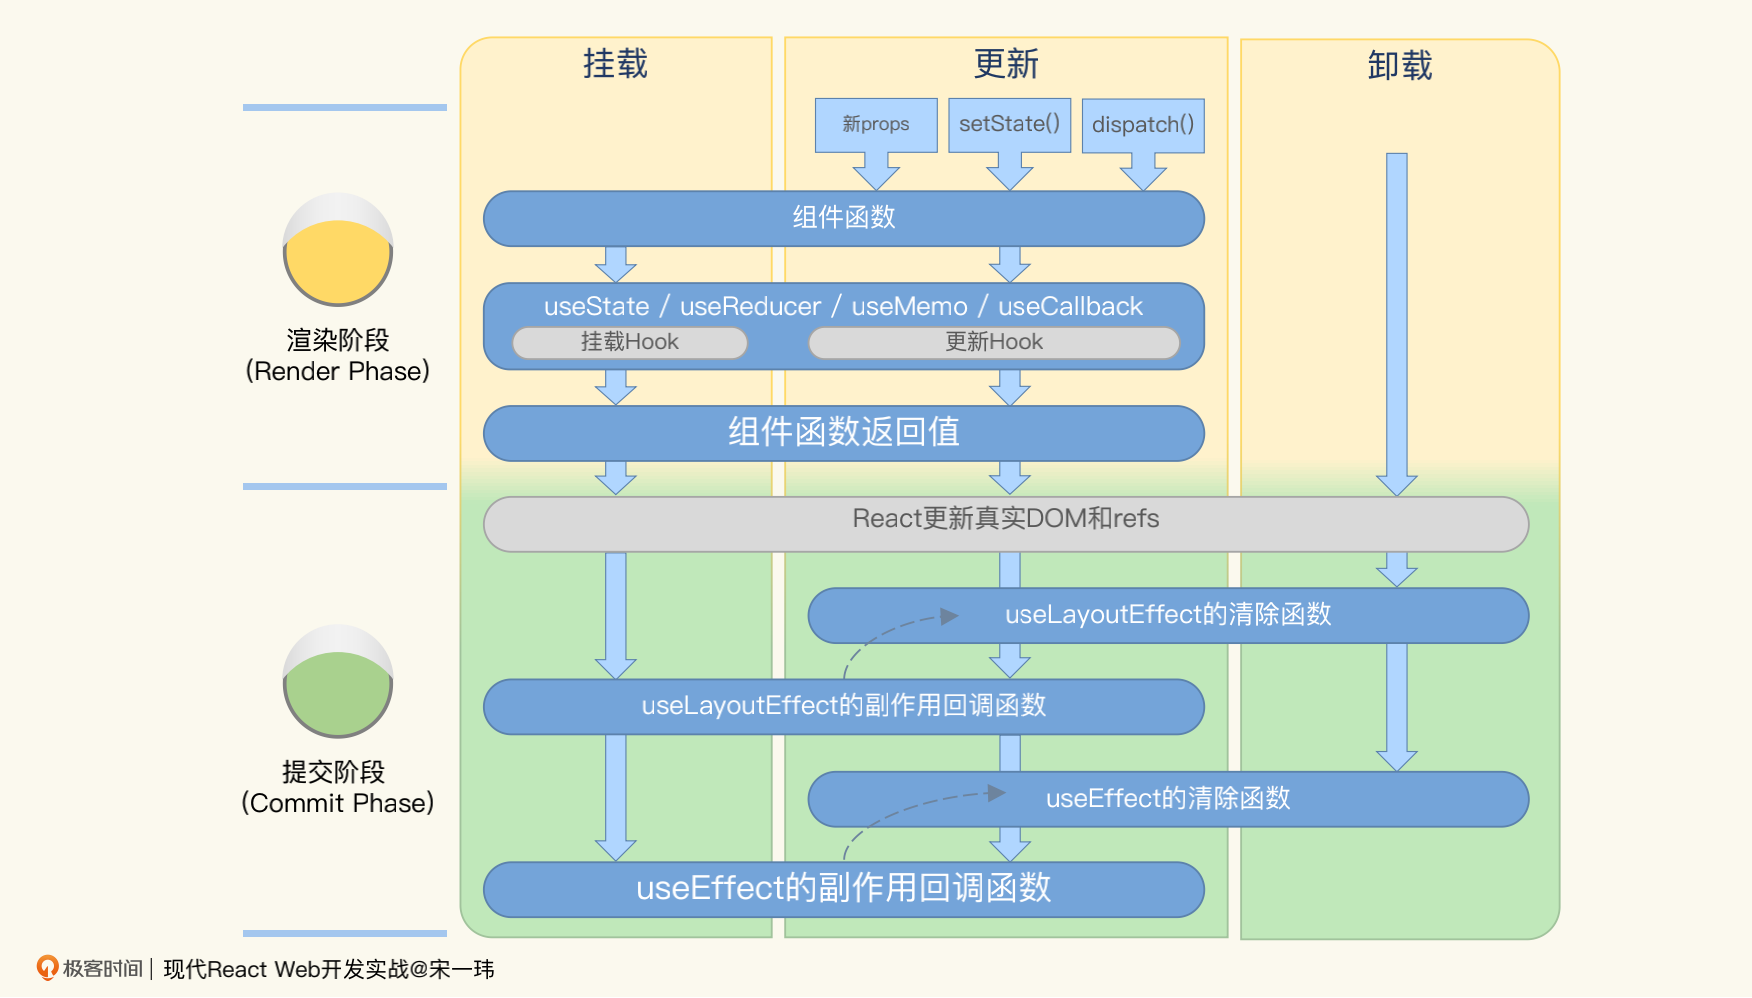 挂载
更新
卸载
新props
setState()
dispatch()
组件函数
useState / useReducer / useMemo / useCallback
挂载Hook
更新Hook
渲染阶段
(Render Phase)
组件函数返回值
React更新真实DOM和refs
useLayoutEffect的清除函数
useLayoutEffect的副作用回调函数
提交阶段
(Commit Phase)
useEffect的清除函数
useEffect的副作用回调函数
极客时间 | 现代React Web开发实战@宋一玮